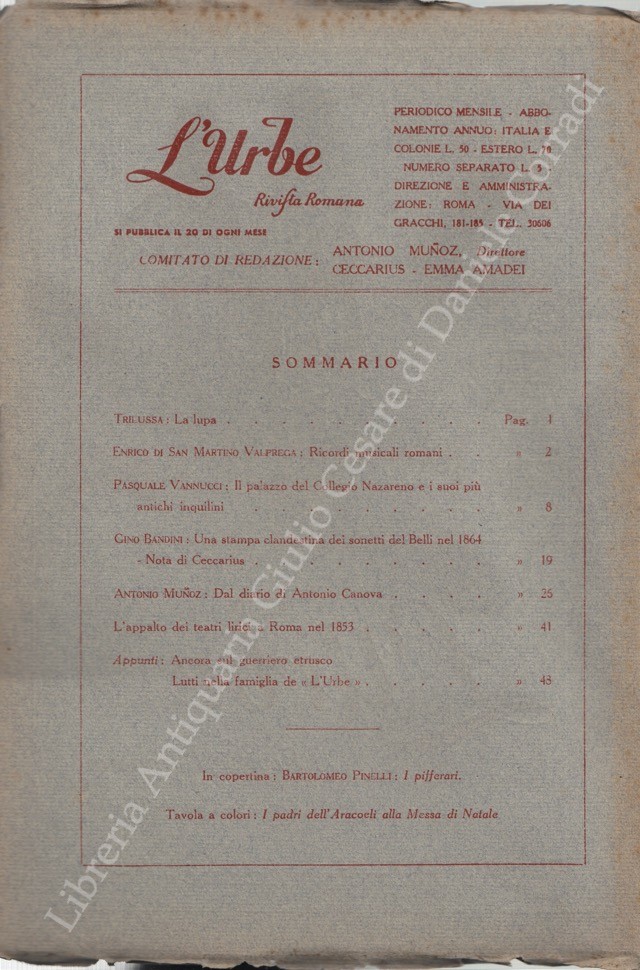 L'Urbe
Rivista Romana
SI PUBBLICA IL 20 DI OGNI MESE
PERIODICO MENSILE - ABBO-
NAMENTO ANNUO: ITALIA E
COLONIE L. 50 - ESTERO L. 70
NUMERO SEPARATO L. 5
DIREZIONE E AMMINISTRA-
ZIONE: ROMA - VIA DEI
GRACCHI, 181-185 - TEL. 30606
COMITATO DI REDAZIONE: ANTONIO MUÑOZ, Direttore
CECCARIUS - EMMA AMADEI
SOMMARIO
TRILUSSA: La lupa . . . . . . . . . . Pag. 1
ENRICO DI SAN MARTINO VALPERGA: Ricordi musicali romani . . » 2
PASQUALE VANNUCCI: Il palazzo del Collegio Nazareno e i suoi più
antichi inquilini . . . . . . . . . » 8
GINO BANDINI: Una stampa clandestina dei sonetti del Belli nel 1864
- Nota di Ceccarius . . . . . . . . . » 19
ANTONIO MUÑOZ: Dal diario di Antonio Canova . . . . » 25
L'appalto dei teatri lirici a Roma nel 1853 . . . . . » 41
Appunti: Ancora sul guerriero etrusco
Lutti nella famiglia de « L'Urbe » . . . . . » 43
In copertina: BARTOLOMEO PINELLI: I pifferari.
Tavola a colori: I padri dell'Aracoeli alla Messa di Natale
Libreria Antiquaria Giulio Cesare di Daniele Corradi